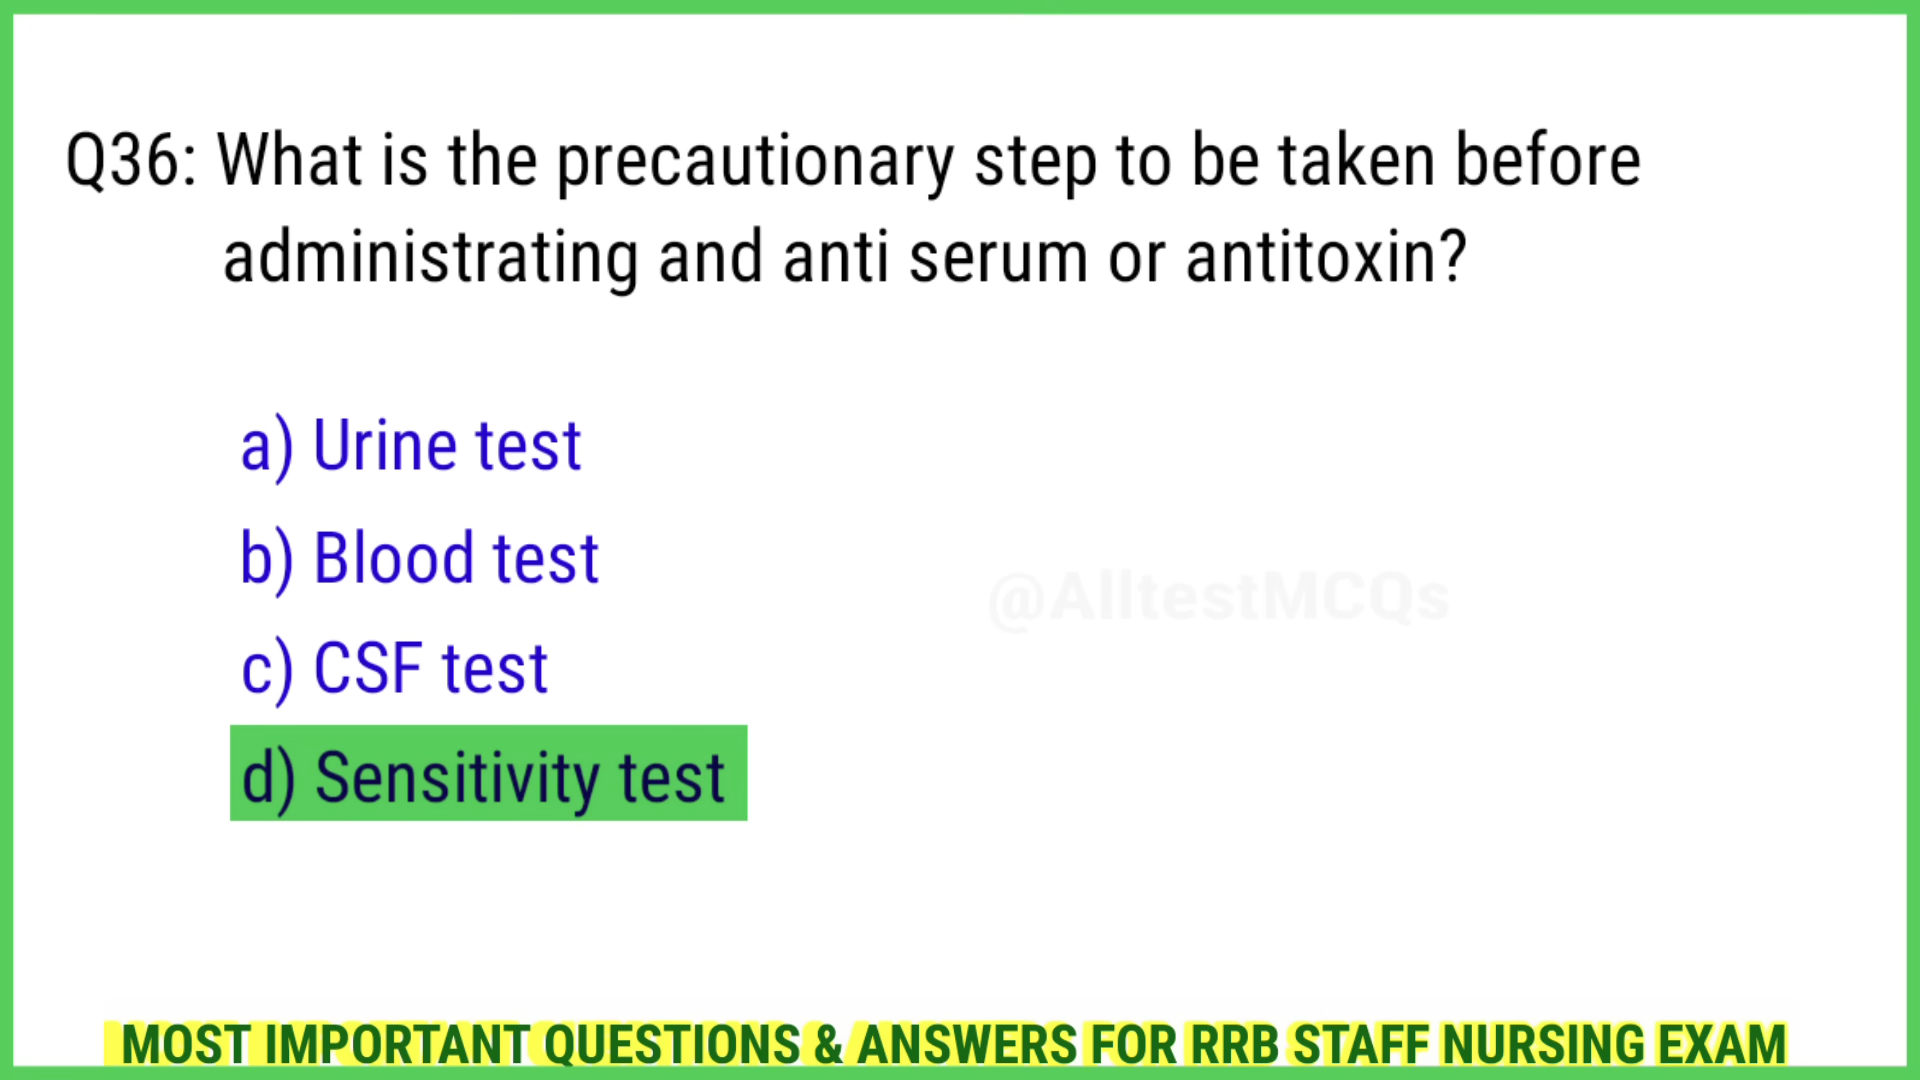 Q36: What is the precautionary step to be taken before
administrating and anti serum or antitoxin?
a) Urine test
b) Blood test
@AlltestMCQs
c) CSF test
d) Sensitivity test
MOST IMPORTANT QUESTIONS & ANSWERS FOR RRB STAFF NURSING EXAM